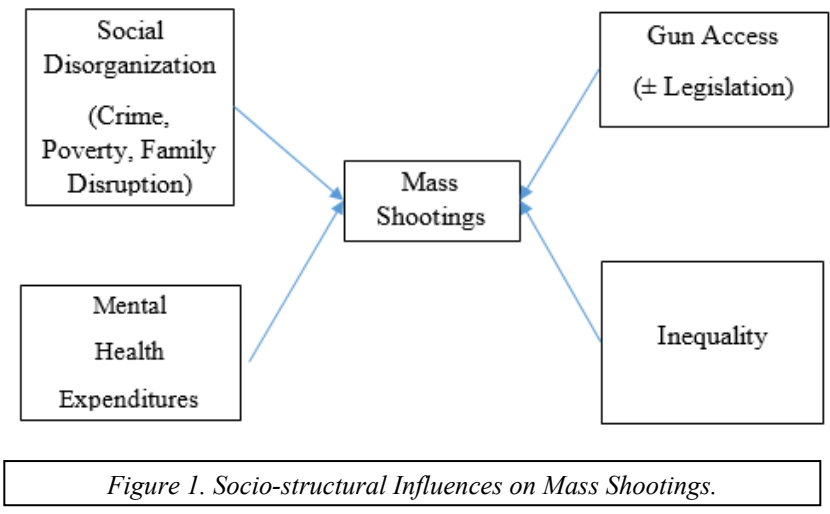 Social
Disorganization
(Crime,
Poverty, Family
Disruption)
Gun Access
(± Legislation)
Mass
Shootings
Mental
Health
Expenditures
Inequality
Figure 1. Socio-structural Influences on Mass Shootings.